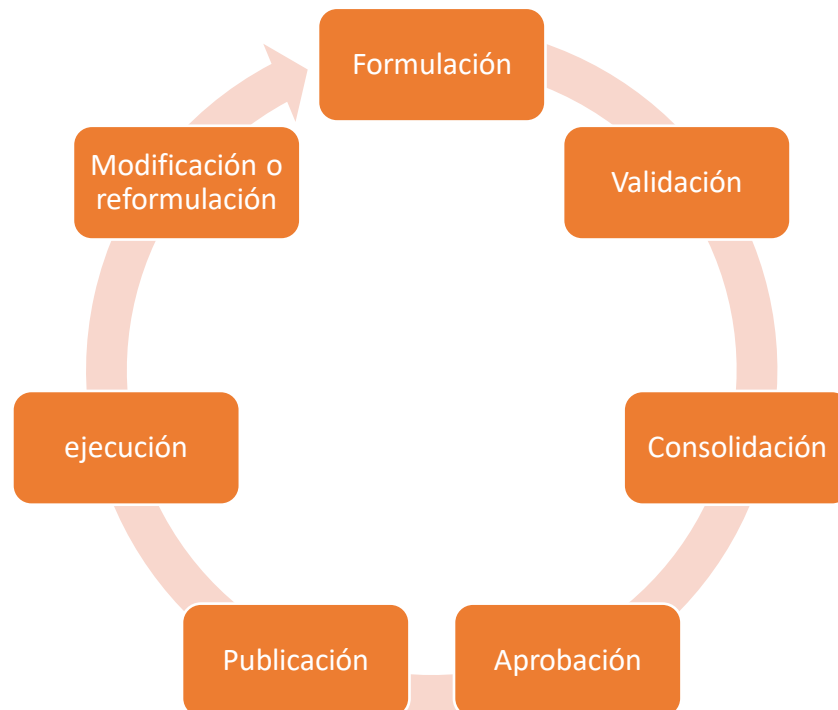 Formulación
Validación
Consolidación
Aprobación
Publicación
ejecución
Modificación o
reformulación